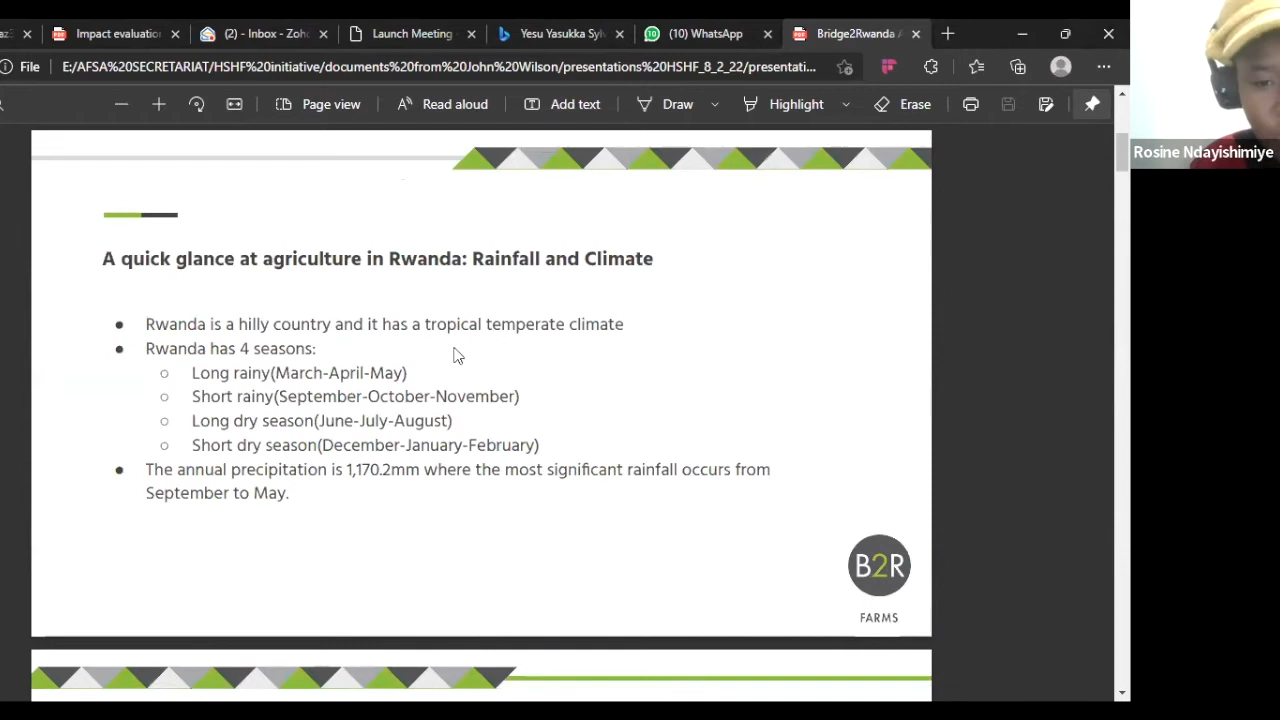 Impact evaluation
(2) - Inbox - Zoho
Launch Meeting -
Yesu Yasukka Syl
(10) WhatsApp
Bridge2Rwanda A
File
E:/AFSA%20SECRETARIAT/HSHF%20initiative/documents%20from%20John%20Wilson/presentations%20HSHF_8_2_22/presentati...
Page view
Read aloud
Add text
Draw
Highlight
Erase
Rosine Ndayishimiye
A quick glance at agriculture in Rwanda: Rainfall and Climate
● Rwanda is a hilly country and it has a tropical temperate climate
● Rwanda has 4 seasons:
○ Long rainy(March-April-May)
○ Short rainy(September-October-November)
○ Long dry season(June-July-August)
○ Short dry season(December-January-February)
● The annual precipitation is 1,170.2mm where the most significant rainfall occurs from
September to May.
B2R
FARMS